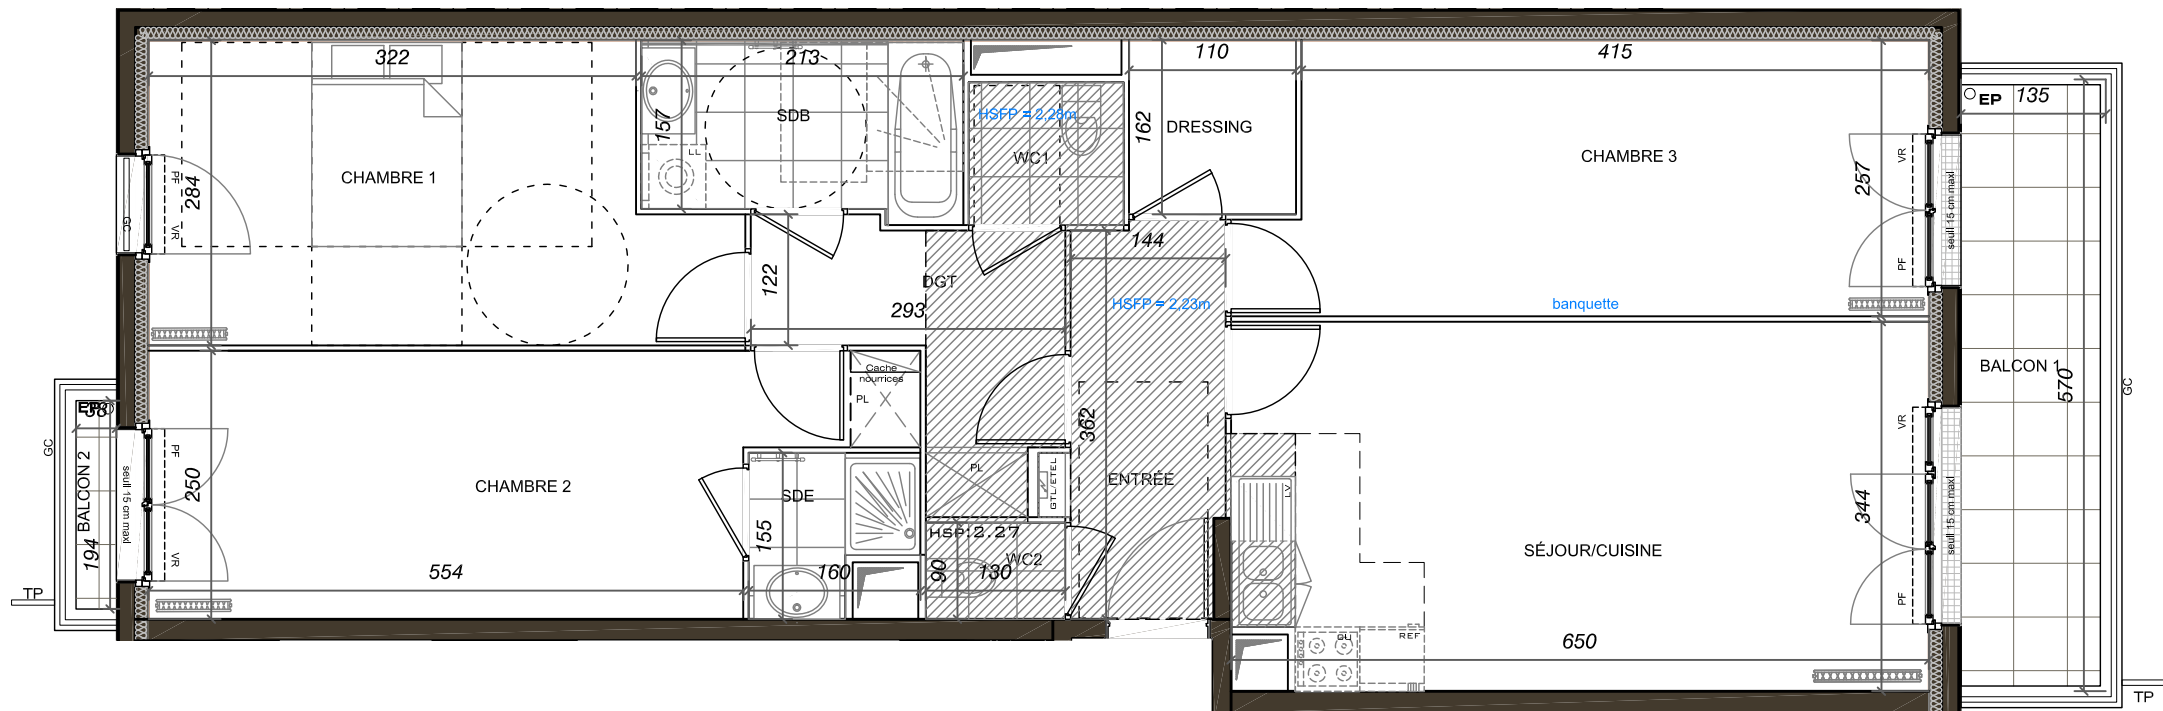 322
213
110
415
135
EP
SDB
157
HSFP = 2,28m
162
DRESSING
CHAMBRE 3
WC1
LL
CHAMBRE 1
PF
284
VR
GC
VR
257
PF
seuil 15 cm maxi
144
122
DGT
293
HSFP = 2,23m
banquette
BALCON 1
570
GC
Cache
nourrices
PL
EP
38
GC
BALCON 2
194
seuil 15 cm maxi
PF
250
VR
CHAMBRE 2
SDE
155
PL
GTL/ETEL
362
ENTRÉE
LV
VR
344
PF
seuil 15 cm maxi
HSP:2.27
WC2
90
130
160
554
SÉJOUR/CUISINE
REF
650
TP
TP